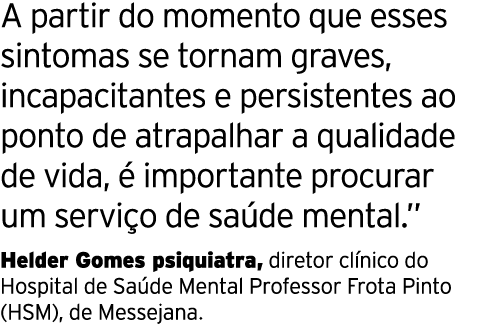 A partir do momento que esses
sintomas se tornam graves,
incapacitantes e persistentes ao
ponto de atrapalhar a qualidade
de vida, é importante procurar
um serviço de saúde mental.”
Helder Gomes psiquiatra, diretor clínico do
Hospital de Saúde Mental Professor Frota Pinto
(HSM), de Messejana.